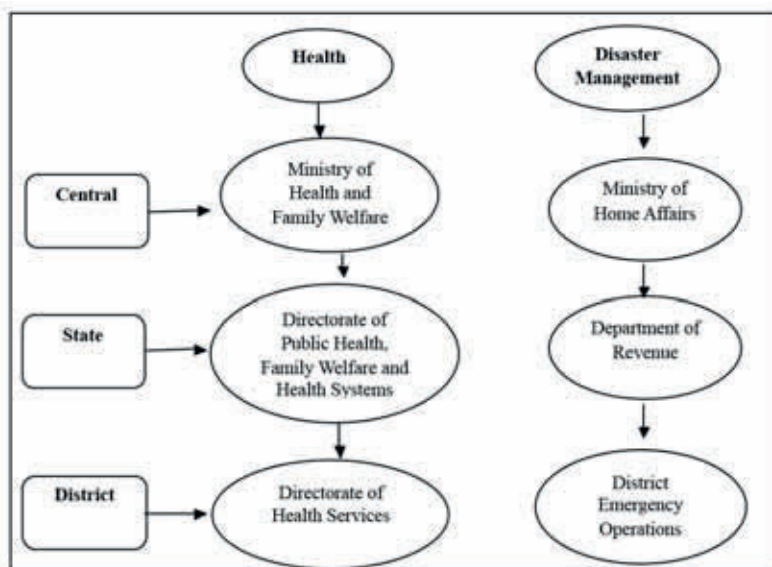 Health
Disaster
Management
Central
Ministry of
Health and
Family Welfare
Ministry of
Home Affairs
State
Directorate of
Public Health,
Family Welfare and
Health Systems
Department of
Revenue
District
Directorate of
Health Services
District
Emergency
Operations